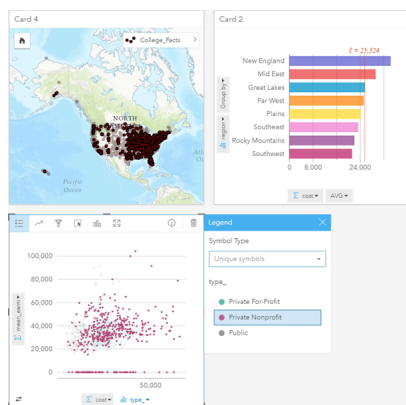 Card 4
College_Facts
NORTH
Pacific
Card 2
x̄ = 25,324
New England
Mid East
Great Lakes
Far West
Plains
Southeast
Rocky Mountains
Southwest
Group by
region
0 8,000 24,000
Σ cost AVG
100,000
80,000
60,000
40,000
20,000
0
50,000
Σ mean_earni
Σ cost type_
Legend
Symbol Type
Unique symbols
type_
Private For-Profit
Private Nonprofit
Public